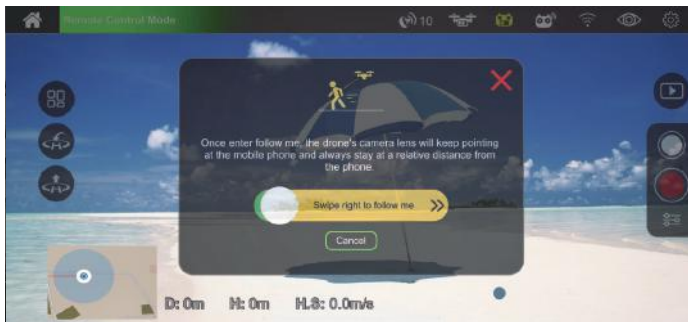 Remote Control Mode
10
Once enter follow me, the drone's camera lens will keep pointing
at the mobile phone and always stay at a relative distance from
the phone.
Swipe right to follow me
Cancel
D: 0m H: 0m H.S: 0.0m/s